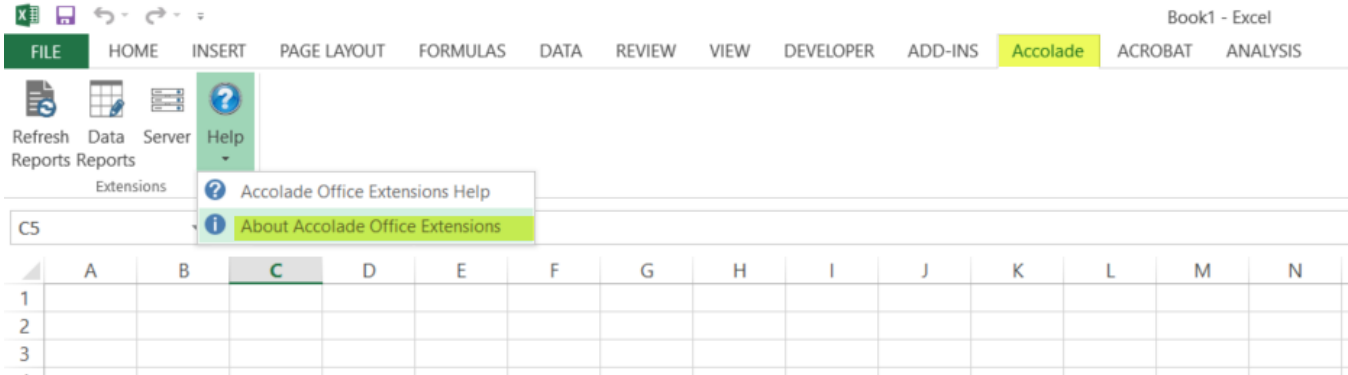 Book1 - Excel
FILE HOME INSERT PAGE LAYOUT FORMULAS DATA REVIEW VIEW DEVELOPER ADD-INS Accolade ACROBAT ANALYSIS
Refresh Data Server Help
Reports Reports
Extensions
Accolade Office Extensions Help
About Accolade Office Extensions
C5
A B C D E F G H I J K L M N
1
2
3